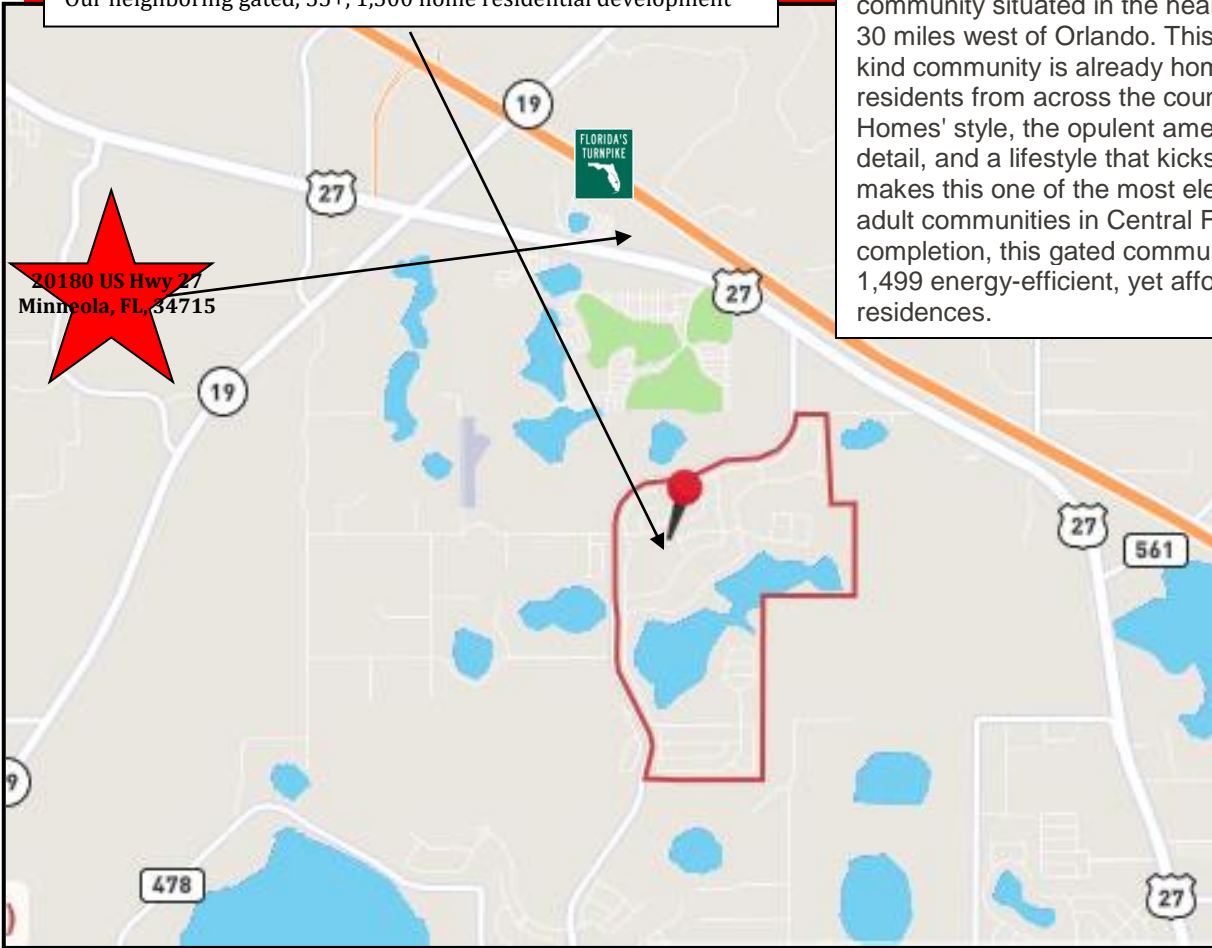 Our neighboring gated, 55+, 1,500 home residential development
community situated in the hear
30 miles west of Orlando. This
kind community is already hom
residents from across the coun
Homes' style, the opulent ame
detail, and a lifestyle that kicks
makes this one of the most ele
adult communities in Central F
completion, this gated commu
1,499 energy-efficient, yet affo
residences.
19
FLORIDA'S
TURNPIKE
27
20180 US Hwy 27
Minneola, FL, 34715
27
19
27
561
9
478
27